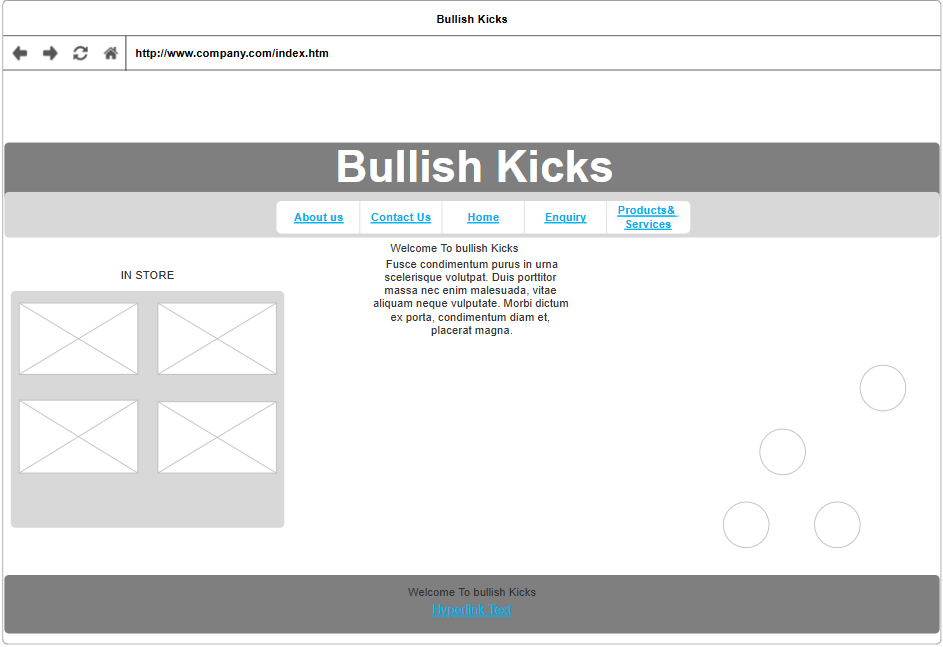 Bullish Kicks
http://www.company.com/index.htm
Bullish Kicks
About us
Contact Us
Home
Enquiry
Products&
Services
Welcome To bullish Kicks
Fusce condimentum purus in urna
scelerisque volutpat. Duis porttitor
massa nec enim malesuada, vitae
aliquam neque vulputate. Morbi dictum
ex porta, condimentum diam et,
placerat magna.
IN STORE
Welcome To bullish Kicks
Hyperlink Text